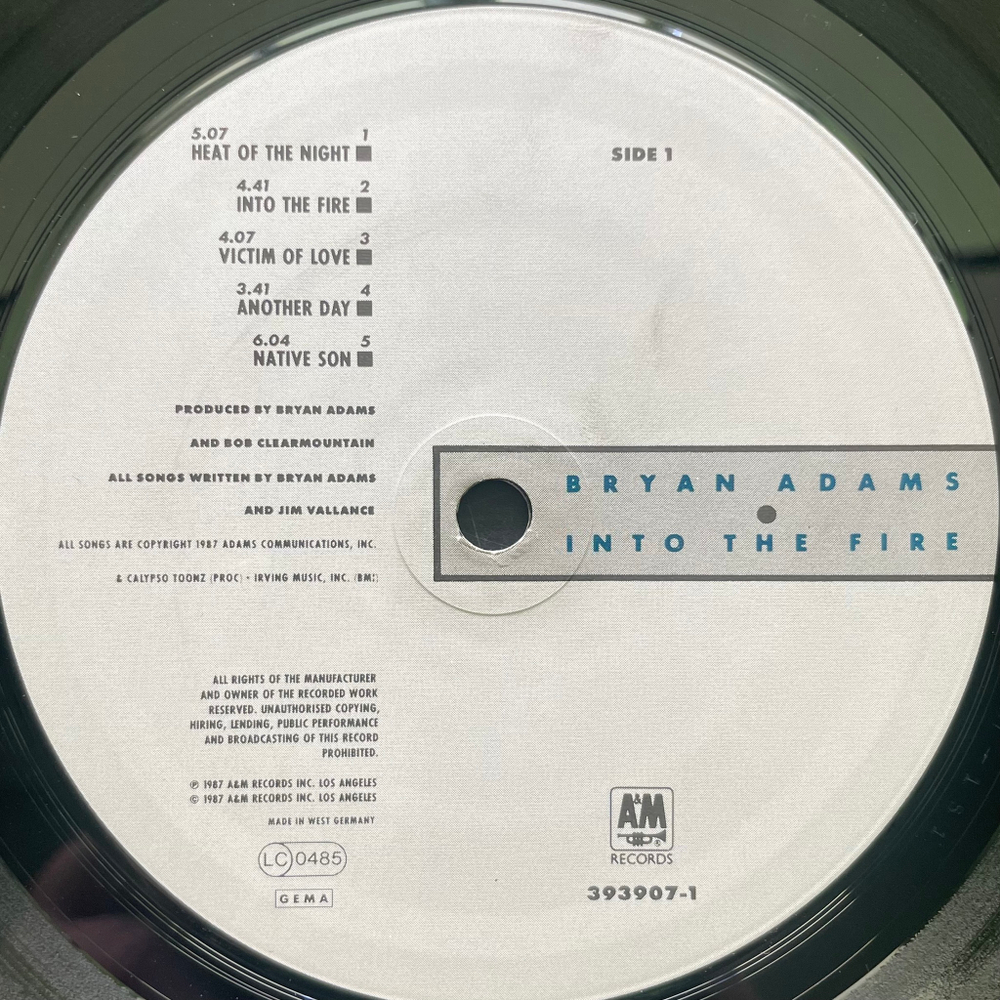 5.07 1
HEAT OF THE NIGHT
4.41 2
INTO THE FIRE
4.07 3
VICTIM OF LOVE
3.41 4
ANOTHER DAY
6.04 5
NATIVE SON
PRODUCED BY BRYAN ADAMS
AND BOB CLEARMOUNTAIN
ALL SONGS WRITTEN BY BRYAN ADAMS
AND JIM VALLANCE
ALL SONGS ARE COPYRIGHT 1987 ADAMS COMMUNICATIONS, INC.
& CALYPSO TOONZ (PROC) • IRVING MUSIC, INC. (BMI)
ALL RIGHTS OF THE MANUFACTURER
AND OWNER OF THE RECORDED WORK
RESERVED. UNAUTHORISED COPYING,
HIRING, LENDING, PUBLIC PERFORMANCE
AND BROADCASTING OF THIS RECORD
PROHIBITED.
℗ 1987 A&M RECORDS INC. LOS ANGELES
© 1987 A&M RECORDS INC. LOS ANGELES
MADE IN WEST GERMANY
LC 0485
GEMA
SIDE 1
BRYAN ADAMS
INTO THE FIRE
A&M
®
RECORDS
393907-1